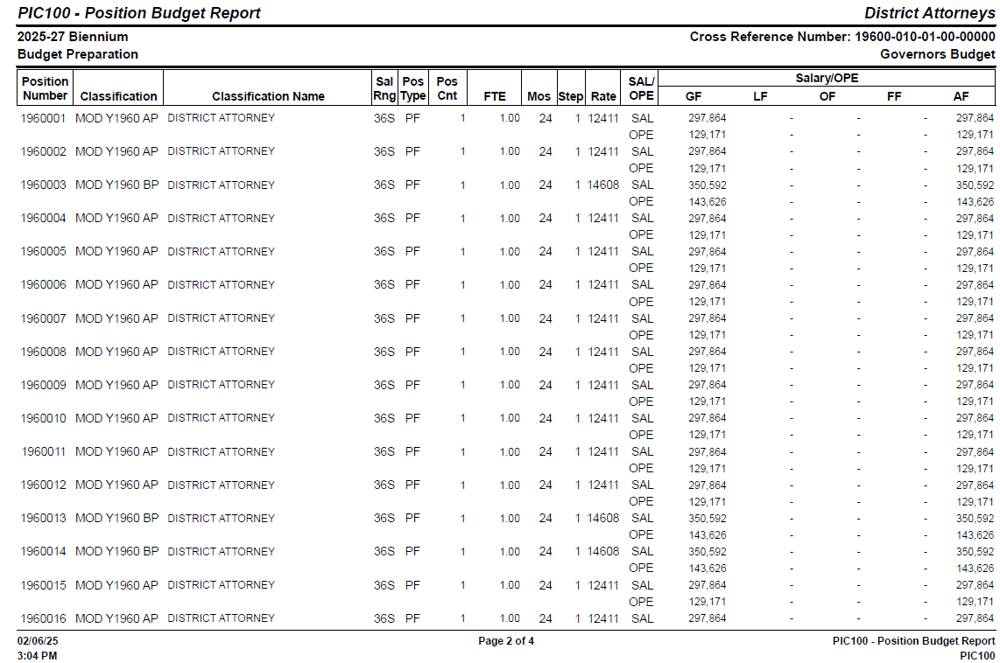 PIC100 - Position Budget Report District Attorneys
2025-27 Biennium Cross Reference Number: 19600-010-01-00-00000
Budget Preparation Governors Budget
Position Sal Pos Pos SAL/ Salary/OPE
Number Classification Classification Name Rng Type Cnt FTE Mos Step Rate OPE GF LF OF FF AF
1960001 MOD Y1960 AP DISTRICT ATTORNEY 36S PF 1 1.00 24 1 12411 SAL 297,864 - - - 297,864
OPE 129,171 - - - 129,171
1960002 MOD Y1960 AP DISTRICT ATTORNEY 36S PF 1 1.00 24 1 12411 SAL 297,864 - - - 297,864
OPE 129,171 - - - 129,171
1960003 MOD Y1960 BP DISTRICT ATTORNEY 36S PF 1 1.00 24 1 14608 SAL 350,592 - - - 350,592
OPE 143,626 - - - 143,626
1960004 MOD Y1960 AP DISTRICT ATTORNEY 36S PF 1 1.00 24 1 12411 SAL 297,864 - - - 297,864
OPE 129,171 - - - 129,171
1960005 MOD Y1960 AP DISTRICT ATTORNEY 36S PF 1 1.00 24 1 12411 SAL 297,864 - - - 297,864
OPE 129,171 - - - 129,171
1960006 MOD Y1960 AP DISTRICT ATTORNEY 36S PF 1 1.00 24 1 12411 SAL 297,864 - - - 297,864
OPE 129,171 - - - 129,171
1960007 MOD Y1960 AP DISTRICT ATTORNEY 36S PF 1 1.00 24 1 12411 SAL 297,864 - - - 297,864
OPE 129,171 - - - 129,171
1960008 MOD Y1960 AP DISTRICT ATTORNEY 36S PF 1 1.00 24 1 12411 SAL 297,864 - - - 297,864
OPE 129,171 - - - 129,171
1960009 MOD Y1960 AP DISTRICT ATTORNEY 36S PF 1 1.00 24 1 12411 SAL 297,864 - - - 297,864
OPE 129,171 - - - 129,171
1960010 MOD Y1960 AP DISTRICT ATTORNEY 36S PF 1 1.00 24 1 12411 SAL 297,864 - - - 297,864
OPE 129,171 - - - 129,171
1960011 MOD Y1960 AP DISTRICT ATTORNEY 36S PF 1 1.00 24 1 12411 SAL 297,864 - - - 297,864
OPE 129,171 - - - 129,171
1960012 MOD Y1960 AP DISTRICT ATTORNEY 36S PF 1 1.00 24 1 12411 SAL 297,864 - - - 297,864
OPE 129,171 - - - 129,171
1960013 MOD Y1960 BP DISTRICT ATTORNEY 36S PF 1 1.00 24 1 14608 SAL 350,592 - - - 350,592
OPE 143,626 - - - 143,626
1960014 MOD Y1960 BP DISTRICT ATTORNEY 36S PF 1 1.00 24 1 14608 SAL 350,592 - - - 350,592
OPE 143,626 - - - 143,626
1960015 MOD Y1960 AP DISTRICT ATTORNEY 36S PF 1 1.00 24 1 12411 SAL 297,864 - - - 297,864
OPE 129,171 - - - 129,171
1960016 MOD Y1960 AP DISTRICT ATTORNEY 36S PF 1 1.00 24 1 12411 SAL 297,864 - - - 297,864
02/06/25 Page 2 of 4 PIC100 - Position Budget Report
3:04 PM PIC100